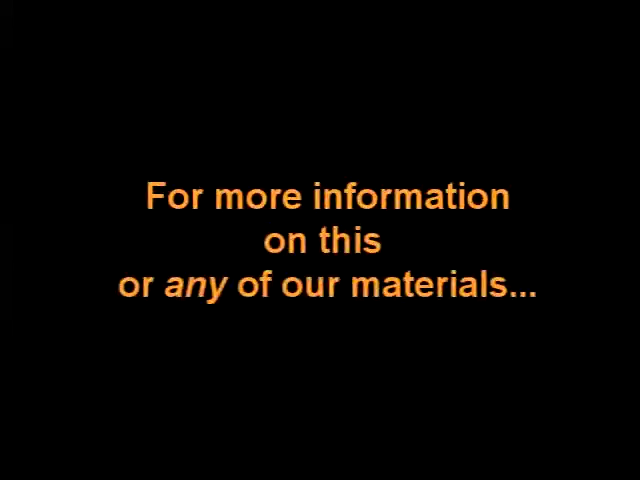 For more information
on this
or any of our materials...